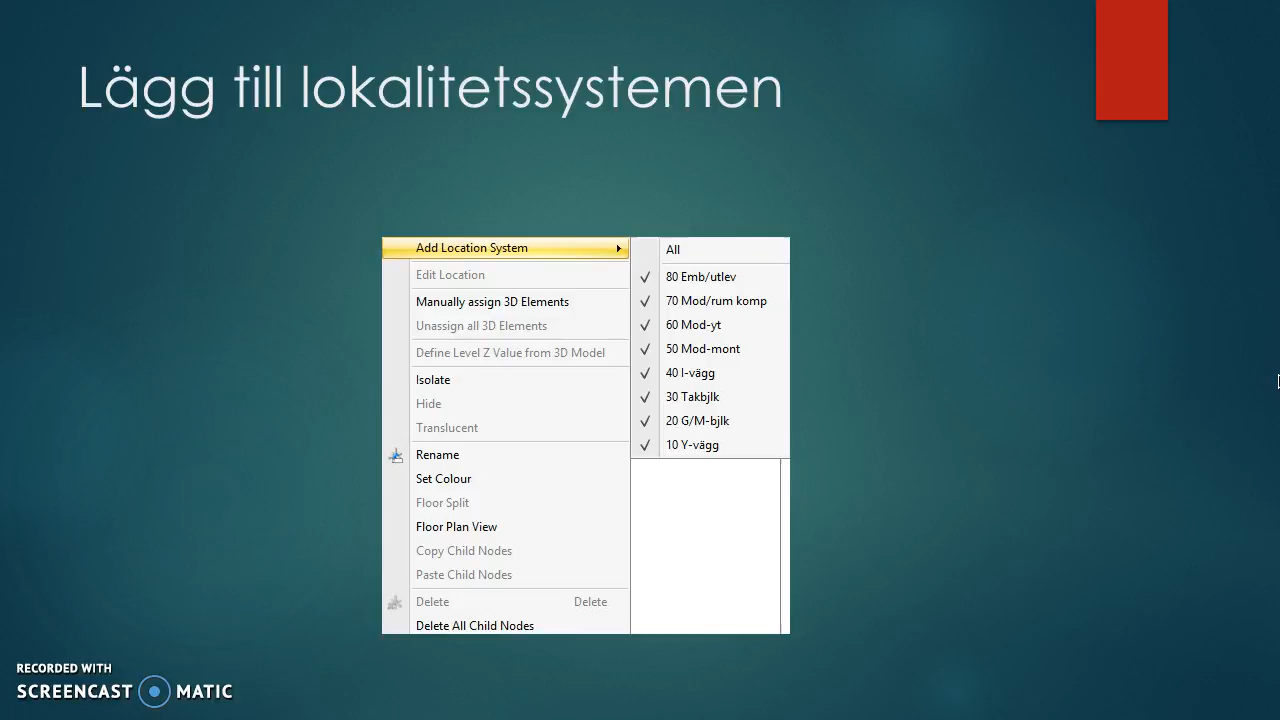 Lägg till lokalitetssystemen
Add Location System
Edit Location
Manually assign 3D Elements
Unassign all 3D Elements
Define Level Z Value from 3D Model
Isolate
Hide
Translucent
Rename
Set Colour
Floor Split
Floor Plan View
Copy Child Nodes
Paste Child Nodes
Delete Delete
Delete All Child Nodes
All
80 Emb/utlev
70 Mod/rum komp
60 Mod-yt
50 Mod-mont
40 I-vägg
30 Takbjlk
20 G/M-bjlk
10 Y-vägg
RECORDED WITH
SCREENCAST MATIC